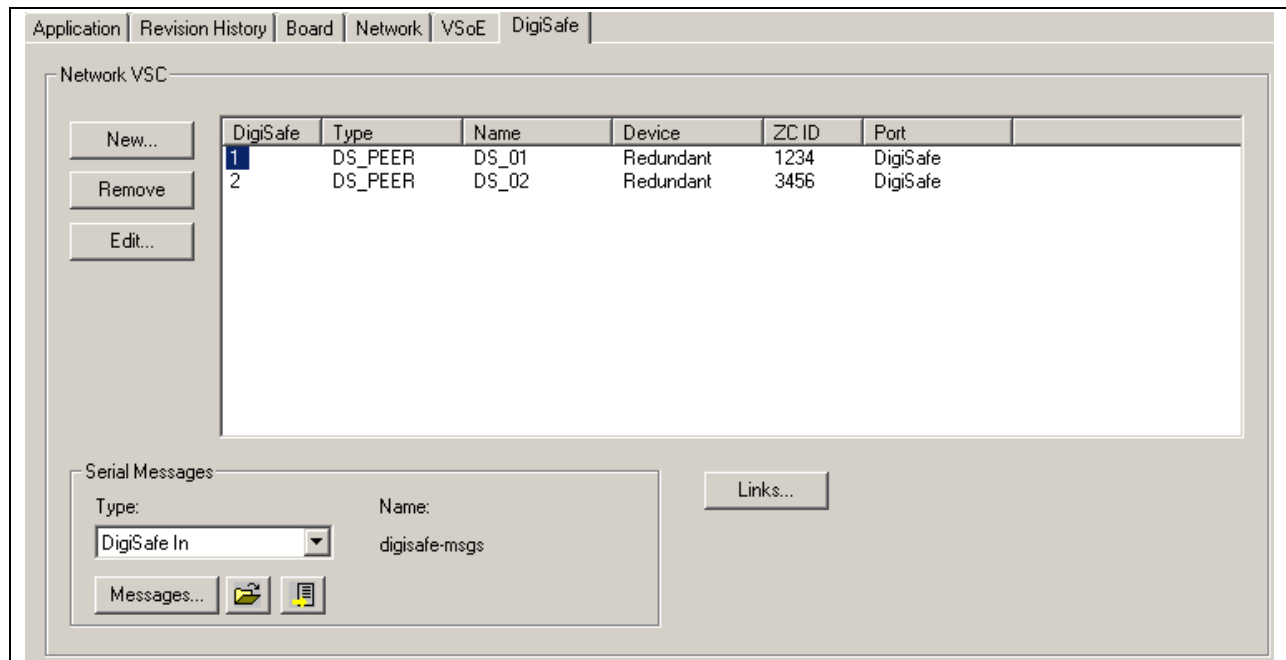 Application Revision History Board Network VSoE DigiSafe
Network VSC
New...
Remove
Edit...
DigiSafe Type Name Device ZC ID Port
1 DS_PEER DS_01 Redundant 1234 DigiSafe
2 DS_PEER DS_02 Redundant 3456 DigiSafe
Serial Messages
Type: Name:
DigiSafe In digisafe-msgs
Messages...
Links...